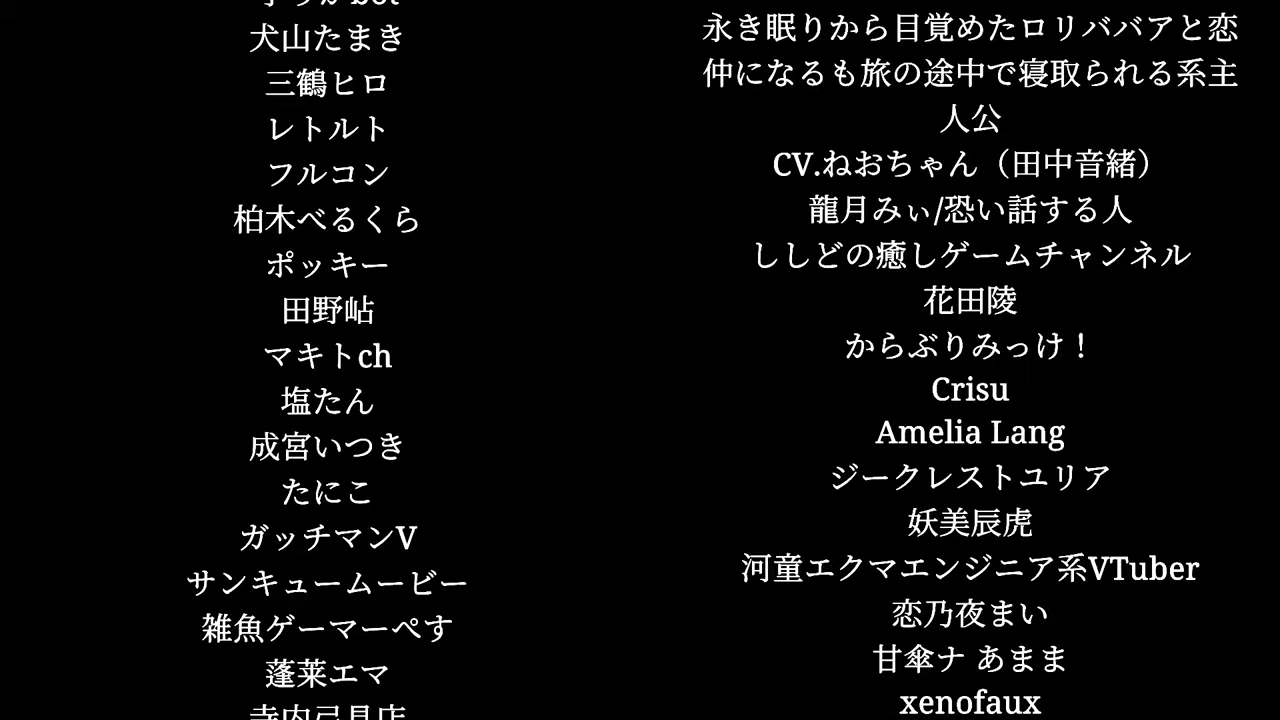 犬山たまき
三鶴ヒロ
レトルト
フルコン
柏木べるくら
ポッキー
田野岾
マキトch
塩たん
成宮いつき
たにこ
ガッチマンV
サンキュームービー
雑魚ゲーマーぺす
蓬莱エマ
寺内弓具店
永き眠りから目覚めたロリババアと恋
仲になるも旅の途中で寝取られる系主
人公
CV.ねおちゃん（田中音緒）
龍月みぃ/恐い話する人
ししどの癒しゲームチャンネル
花田陵
からぶりみっけ！
Crisu
Amelia Lang
ジークレストユリア
妖美辰虎
河童エクマエンジニア系VTuber
恋乃夜まい
甘傘ナ あまま
xenofaux